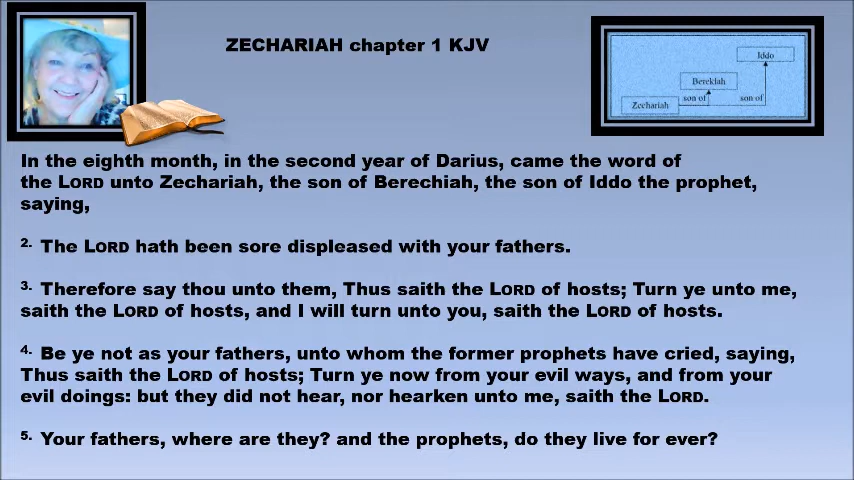 ZECHARIAH chapter 1 KJV
Iddo
Berekiah
son of
son of
Zechariah
In the eighth month, in the second year of Darius, came the word of
the LORD unto Zechariah, the son of Berechiah, the son of Iddo the prophet,
saying,
2. The LORD hath been sore displeased with your fathers.
3. Therefore say thou unto them, Thus saith the LORD of hosts; Turn ye unto me,
saith the LORD of hosts, and I will turn unto you, saith the LORD of hosts.
4. Be ye not as your fathers, unto whom the former prophets have cried, saying,
Thus saith the LORD of hosts; Turn ye now from your evil ways, and from your
evil doings: but they did not hear, nor hearken unto me, saith the LORD.
5. Your fathers, where are they? and the prophets, do they live for ever?